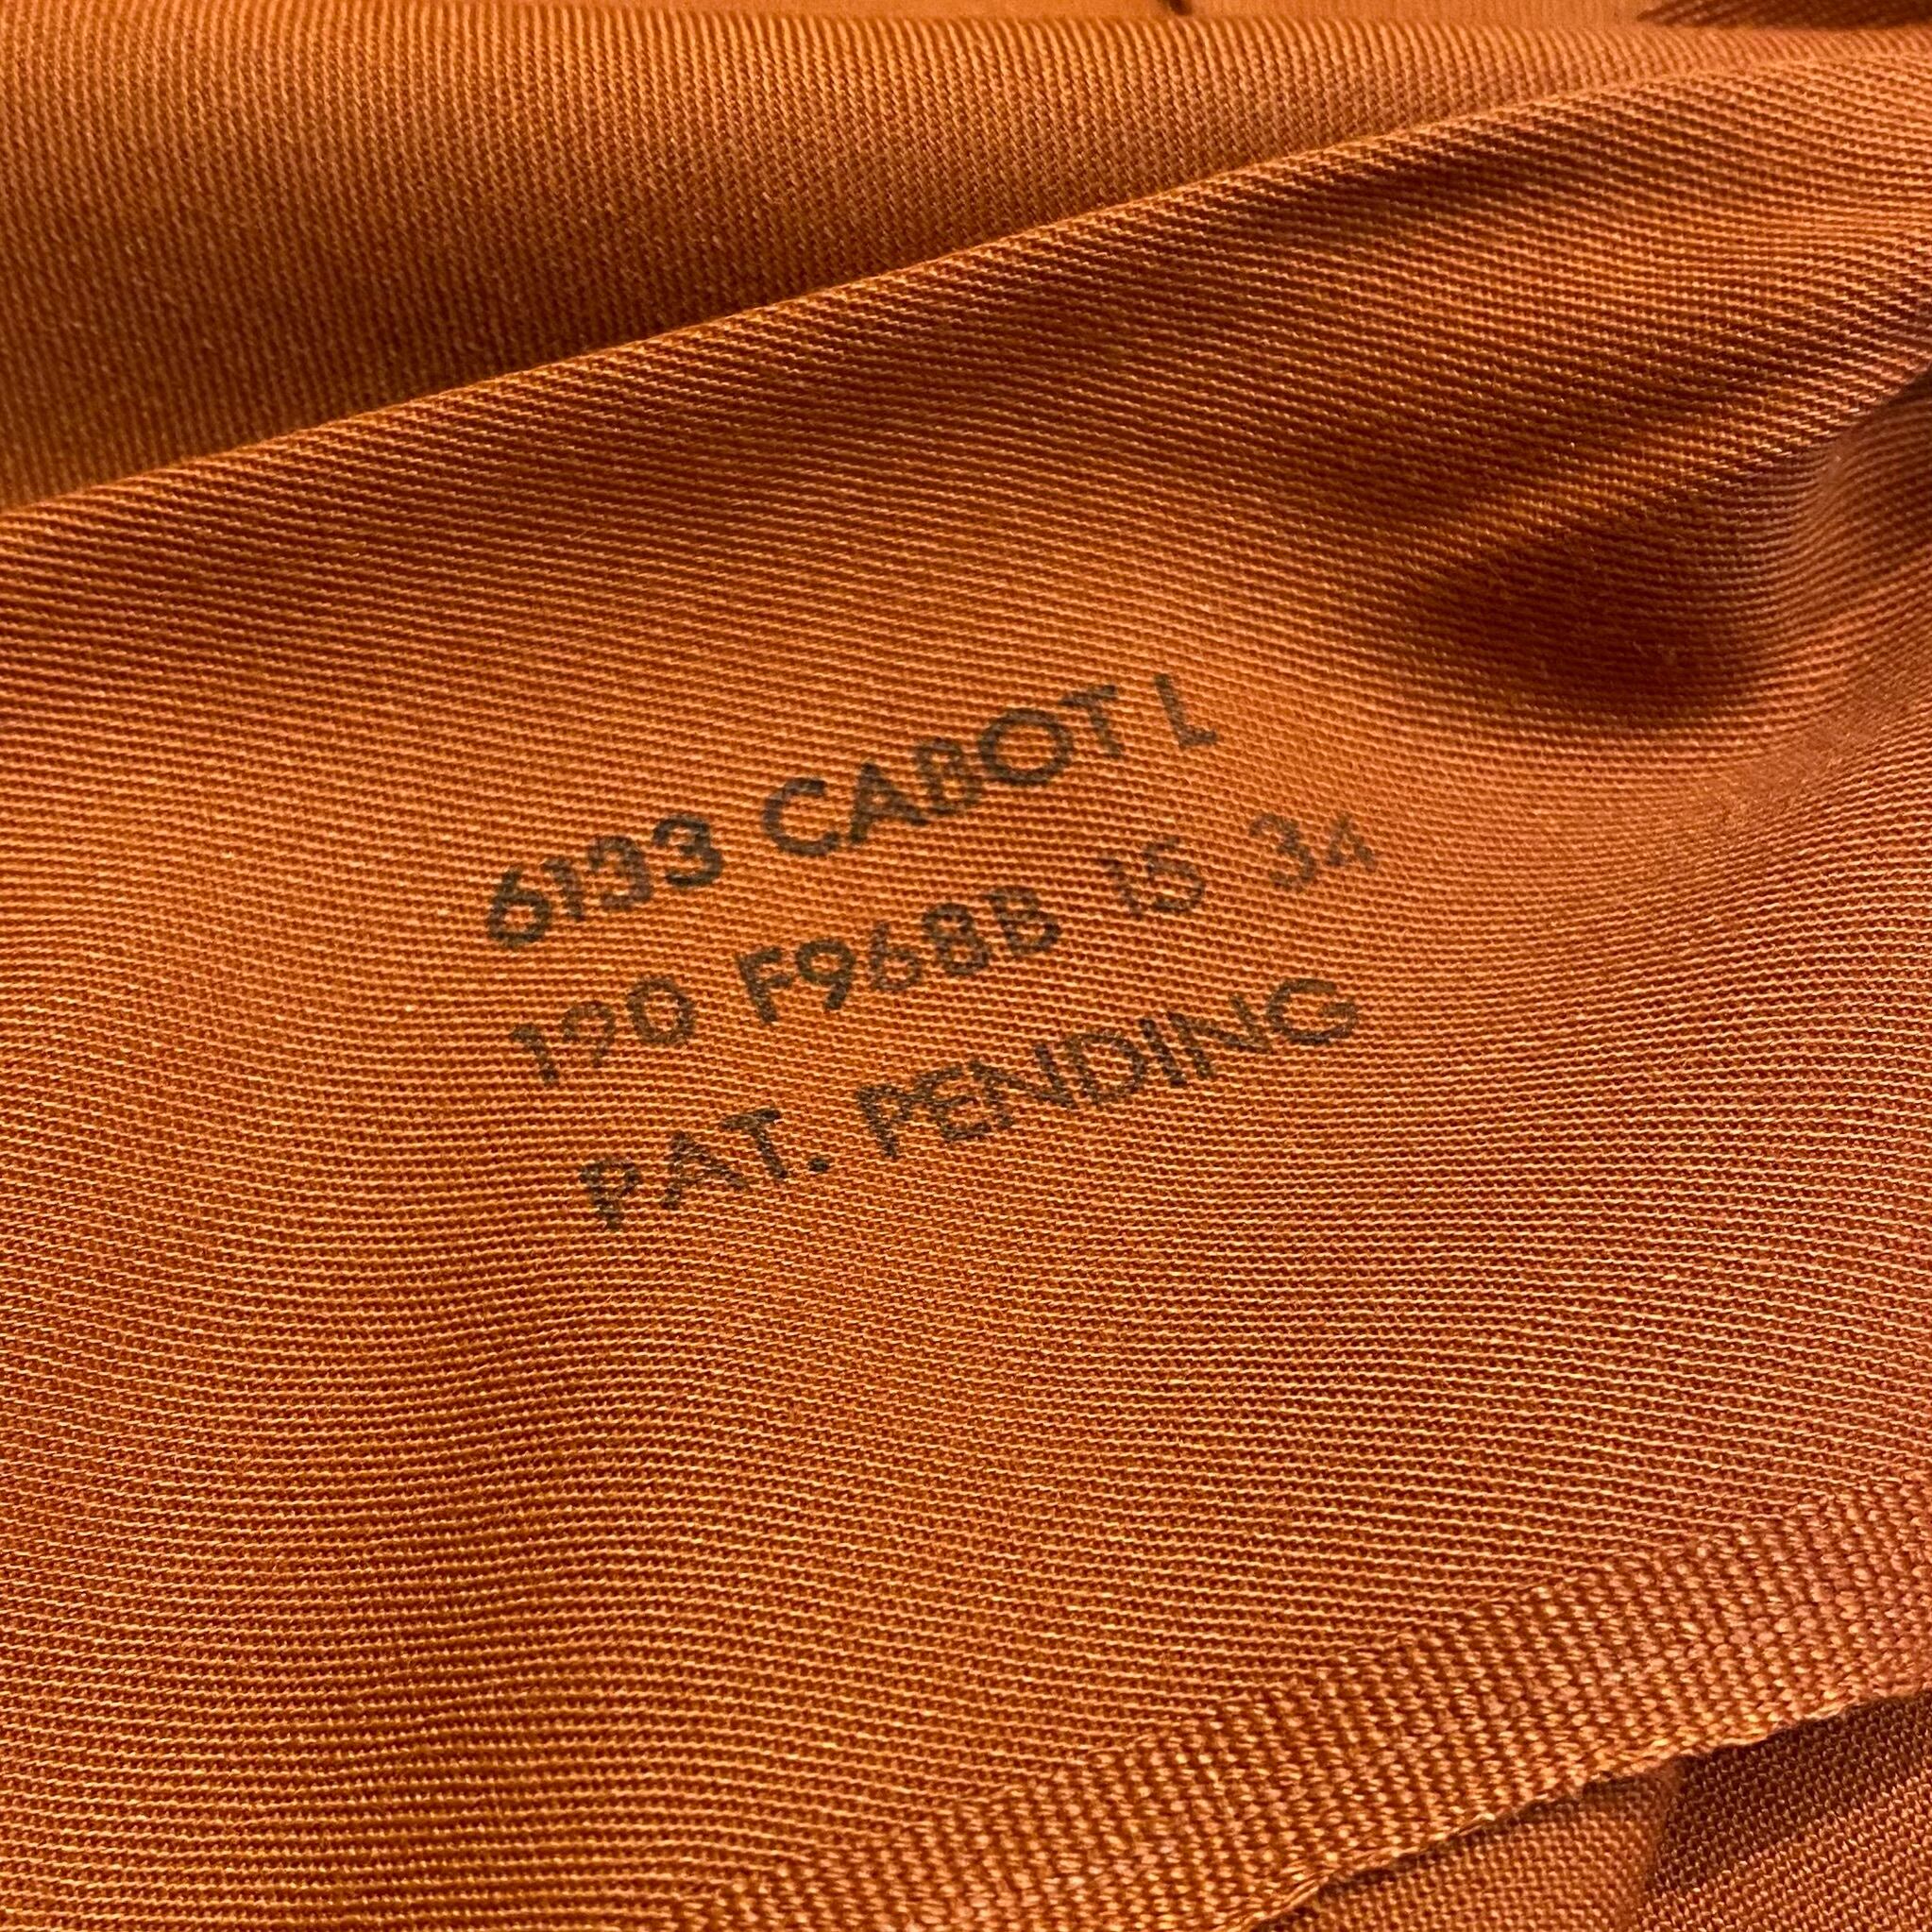 6133 CABOT L
190 F968B 15 34
PAT. PENDING